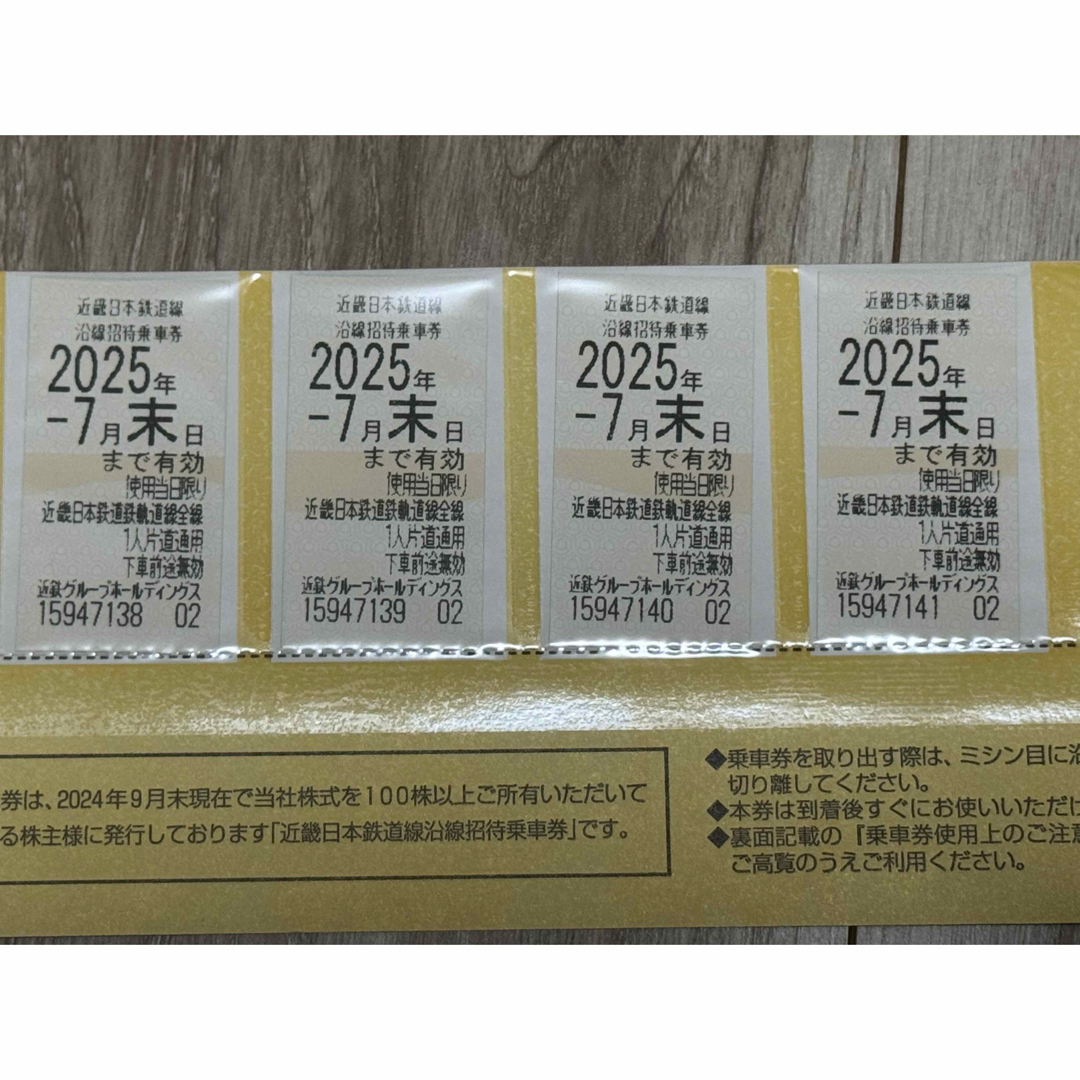 近畿日本鉄道線
沿線招待乗車券
2025年
-7月末日
まで有効
使用当日限り
近畿日本鉄道鉄軌道線全線
1人片道通用
下車前途無効
近鉄グループホールディングス
15947138 02
近畿日本鉄道線
沿線招待乗車券
2025年
-7月末日
まで有効
使用当日限り
近畿日本鉄道鉄軌道線全線
1人片道通用
下車前途無効
近鉄グループホールディングス
15947139 02
近畿日本鉄道線
沿線招待乗車券
2025年
-7月末日
まで有効
使用当日限り
近畿日本鉄道鉄軌道線全線
1人片道通用
下車前途無効
近鉄グループホールディングス
15947140 02
近畿日本鉄道線
沿線招待乗車券
2025年
-7月末日
まで有効
使用当日限り
近畿日本鉄道鉄軌道線全線
1人片道通用
下車前途無効
近鉄グループホールディングス
15947141 02
券は、2024年9月末現在で当社株式を100株以上ご所有いただいて
る株主様に発行しております「近畿日本鉄道線沿線招待乗車券」です。
◆乗車券を取り出す際は、ミシン目に沿
切り離してください。
◆本券は到着後すぐにお使いいただけ
◆裏面記載の『乗車券使用上のご注意
ご高覧のうえご利用ください。